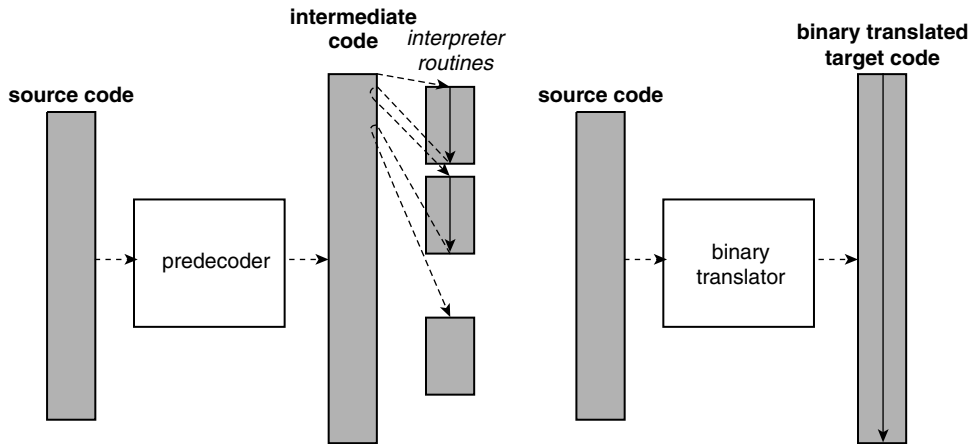 intermediate
code
interpreter
routines
source code
predecoder
binary translated
target code
source code
binary
translator